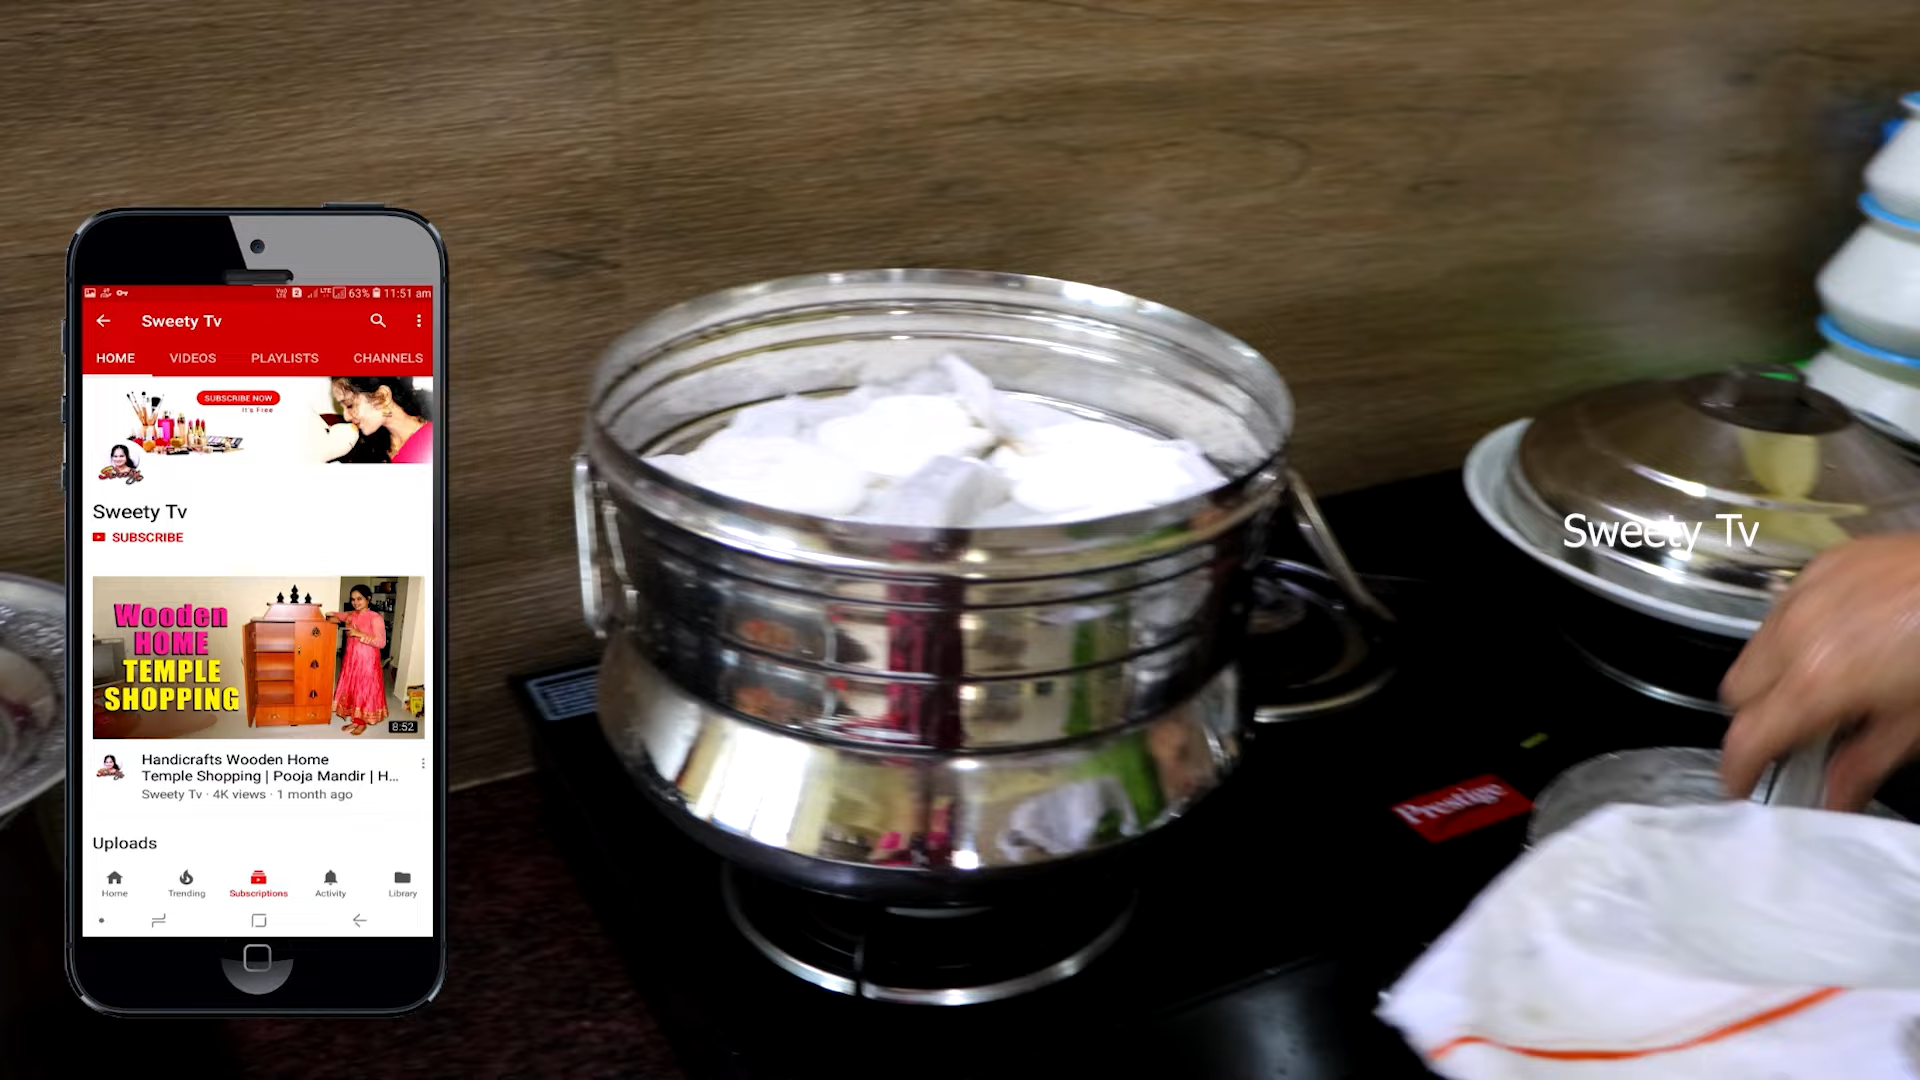 63% 11:51 am
Sweety Tv
HOME VIDEOS PLAYLISTS CHANNELS
SUBSCRIBE NOW
It's Free
Sweety Tv
SUBSCRIBE
Wooden
HOME
TEMPLE
SHOPPING
8:52
Handicrafts Wooden Home
Temple Shopping | Pooja Mandir | H...
Sweety Tv · 4K views · 1 month ago
Uploads
Home Trending Subscriptions Activity Library
Sweety Tv
Prestige